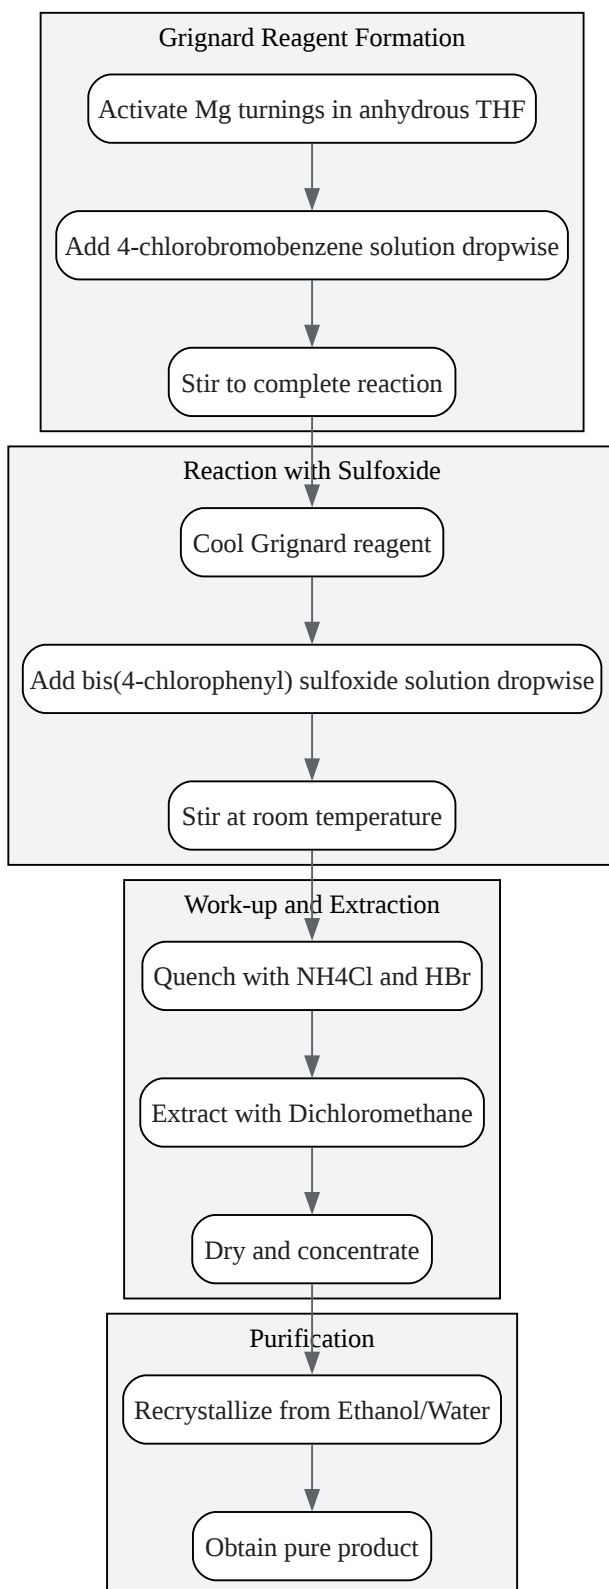 Grignard Reagent Formation
Activate Mg turnings in anhydrous THF
Add 4-chlorobromobenzene solution dropwise
Stir to complete reaction
Reaction with Sulfoxide
Cool Grignard reagent
Add bis(4-chlorophenyl) sulfoxide solution dropwise
Stir at room temperature
Work-up and Extraction
Quench with NH4Cl and HBr
Extract with Dichloromethane
Dry and concentrate
Purification
Recrystallize from Ethanol/Water
Obtain pure product